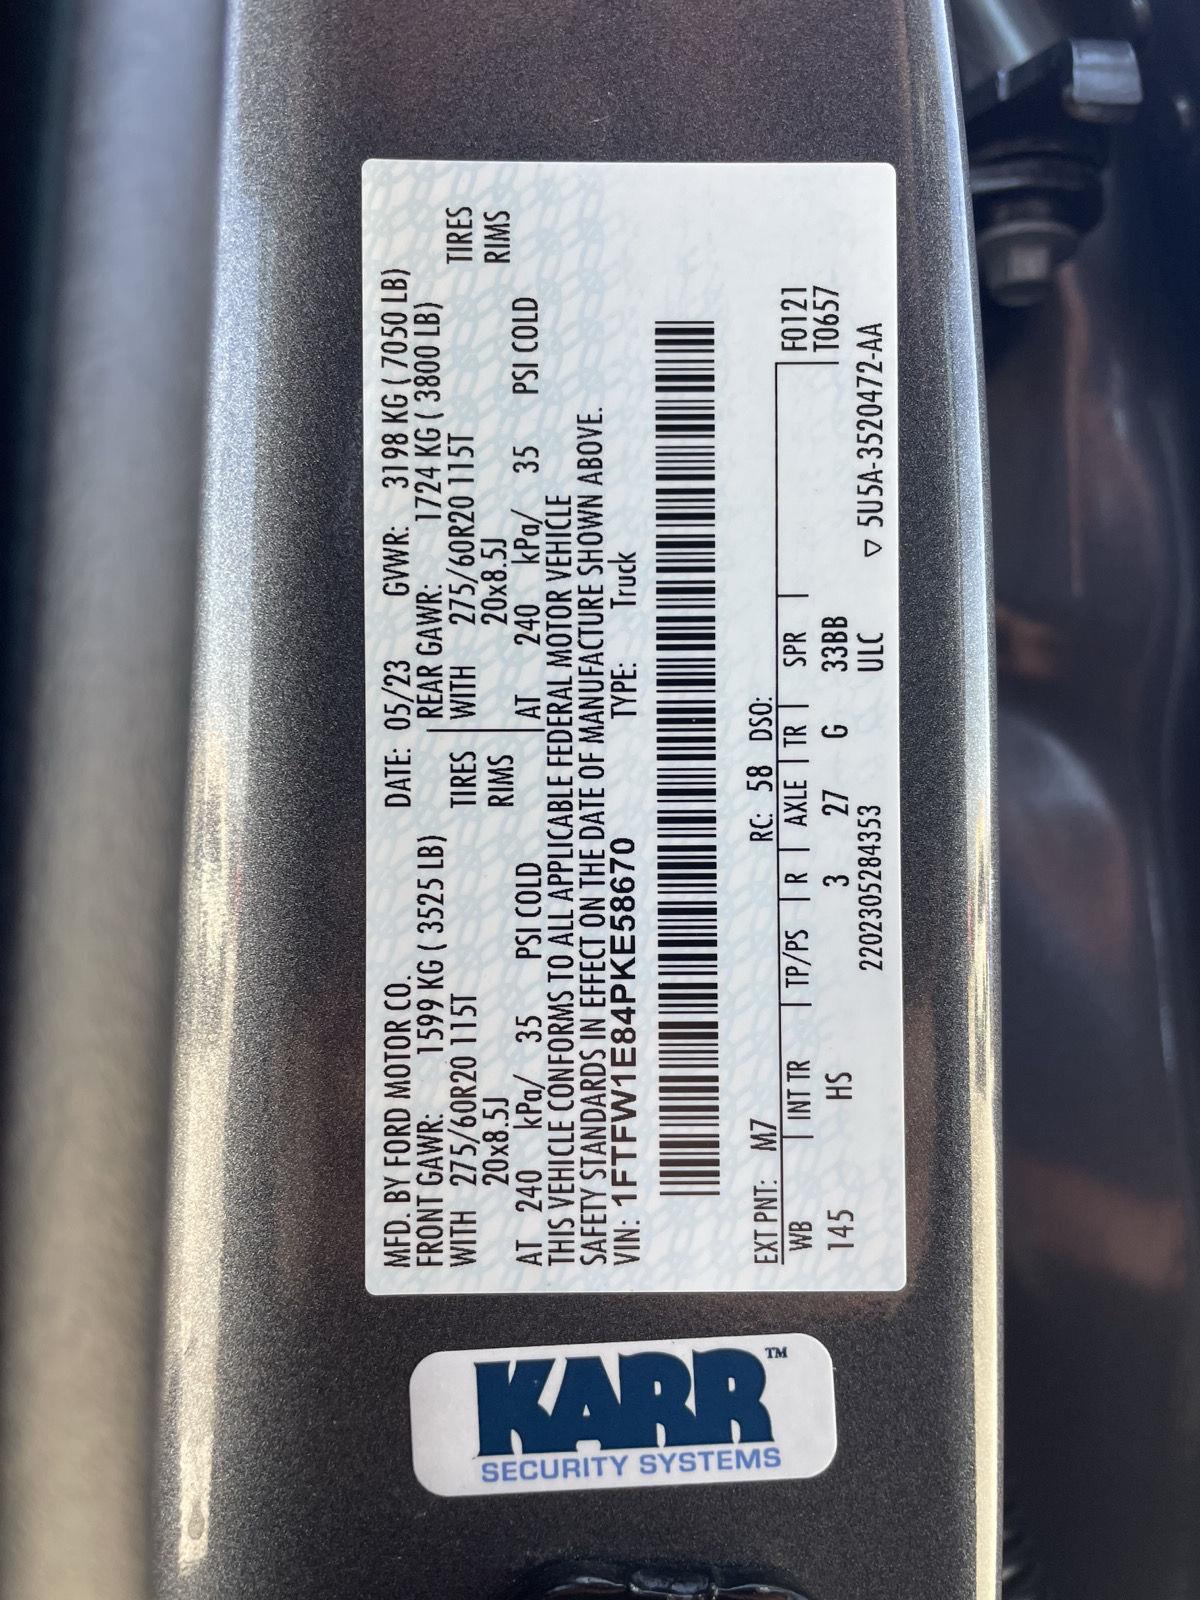 MFD. BY FORD MOTOR CO. DATE: 05/23 GVWR: 3198 KG ( 7050 LB)
FRONT GAWR: 1599 KG ( 3525 LB) REAR GAWR: 1724 KG ( 3800 LB)
WITH 275/60R20 115T TIRES WITH 275/60R20 115T TIRES
20x8.5J RIMS 20x8.5J RIMS
AT 240 kPa/ 35 PSI COLD AT 240 kPa/ 35 PSI COLD
THIS VEHICLE CONFORMS TO ALL APPLICABLE FEDERAL MOTOR VEHICLE
SAFETY STANDARDS IN EFFECT ON THE DATE OF MANUFACTURE SHOWN ABOVE.
VIN: 1FTFW1E84PKE58670 TYPE: Truck
EXT PNT: M7 RC: 58 DSO: F0121
WB INT TR TP/PS R AXLE TR SPR T0657
145 HS 3 27 G 33BB
2202305284353 ULC ▽ 5U5A-3520472-AA
KARR™
SECURITY SYSTEMS